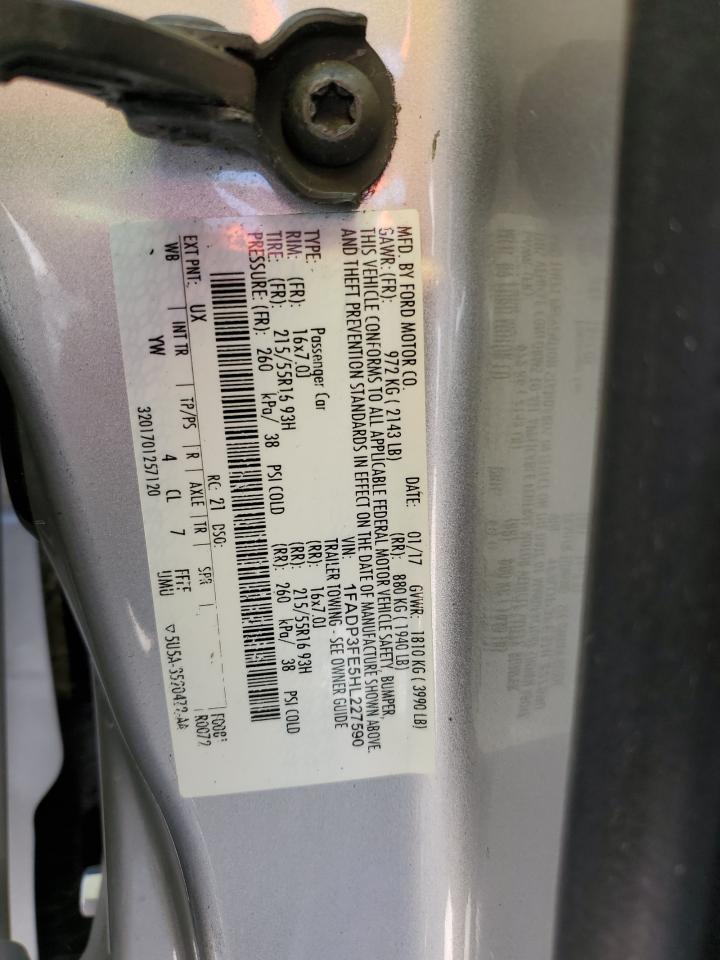 MFD. BY FORD MOTOR CO. DATE: 01/17 GVWR: 1810 KG ( 3990 LB)
GAWR: (FR): 972 KG ( 2143 LB) (RR): 880 KG ( 1940 LB)
THIS VEHICLE CONFORMS TO ALL APPLICABLE FEDERAL MOTOR VEHICLE SAFETY, BUMPER,
AND THEFT PREVENTION STANDARDS IN EFFECT ON THE DATE OF MANUFACTURE SHOWN ABOVE.
VIN: 1FADP3FE5HL227590
TYPE: Passenger Car TRAILER TOWING - SEE OWNER GUIDE
RIM: (FR): 16x7.0J (RR): 16x7.0J
TIRE: (FR): 215/55R16 93H (RR): 215/55R16 93H
PRESSURE: (FR): 260 kPa/ 38 PSI COLD (RR): 260 kPa/ 38 PSI COLD
EXT PNT: UX RC: 21 DSO:
WB INT TR TP/PS R AXLE TR SPR
YW 4 CL 7 UMU R0072
3201701257120